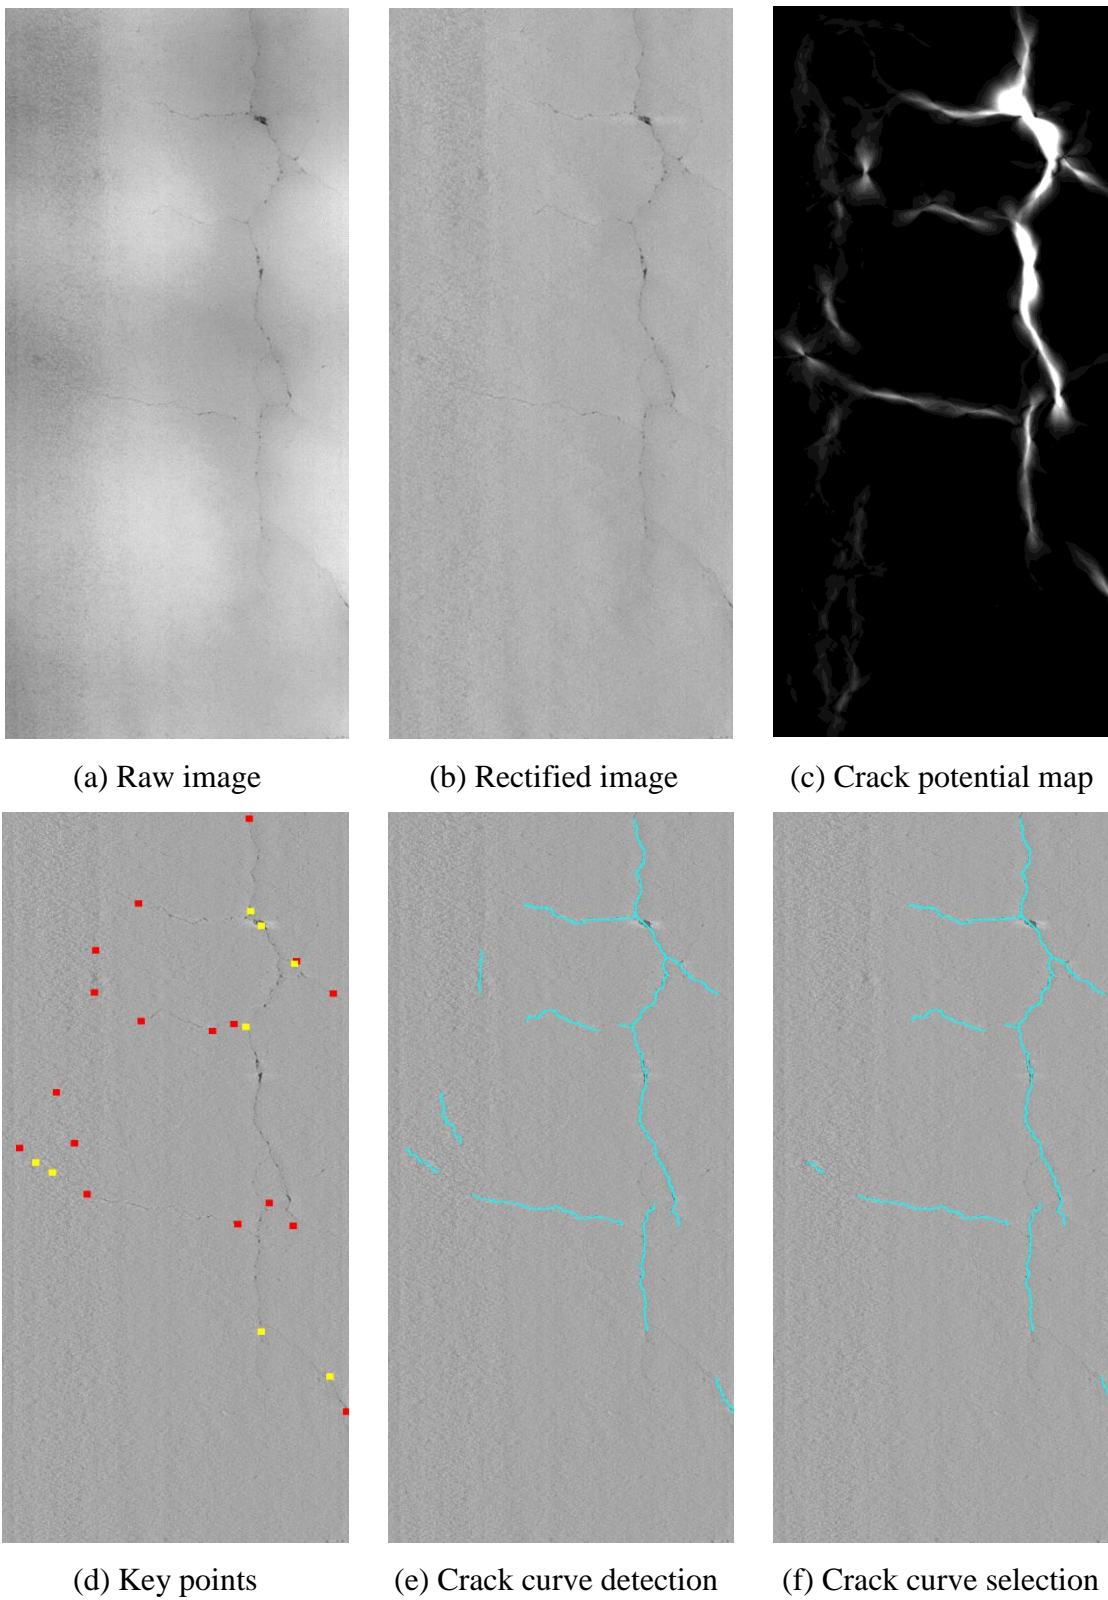 (a) Raw image
(b) Rectified image
(c) Crack potential map
(d) Key points
(e) Crack curve detection
(f) Crack curve selection